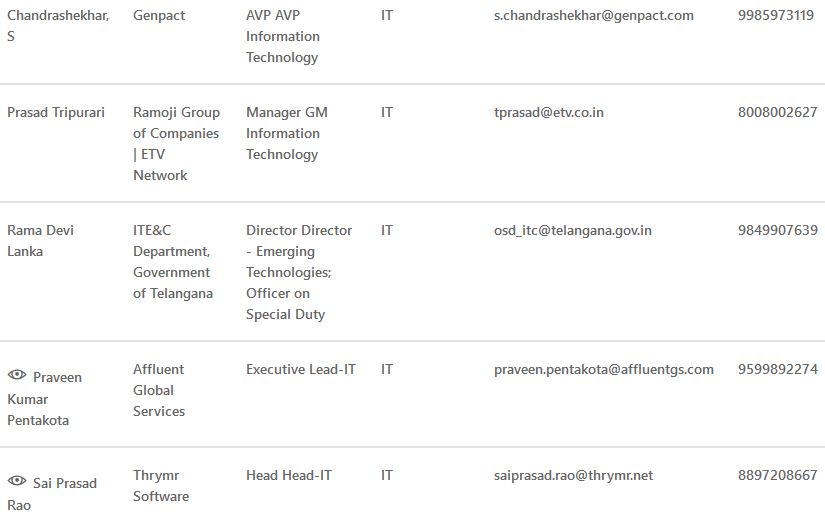 Chandrashekhar, S Genpact AVP AVP Information Technology IT s.chandrashekhar@genpact.com 9985973119
Prasad Tripurari Ramoji Group of Companies | ETV Network Manager GM Information Technology IT tprasad@etv.co.in 8008002627
Rama Devi Lanka ITE&C Department, Government of Telangana Director Director - Emerging Technologies; Officer on Special Duty IT osd_itc@telangana.gov.in 9849907639
Praveen Kumar Pentakota Affluent Global Services Executive Lead-IT IT praveen.pentakota@affluentgs.com 9599892274
Sai Prasad Rao Thrymr Software Head Head-IT IT saiprasad.rao@thrymr.net 8897208667